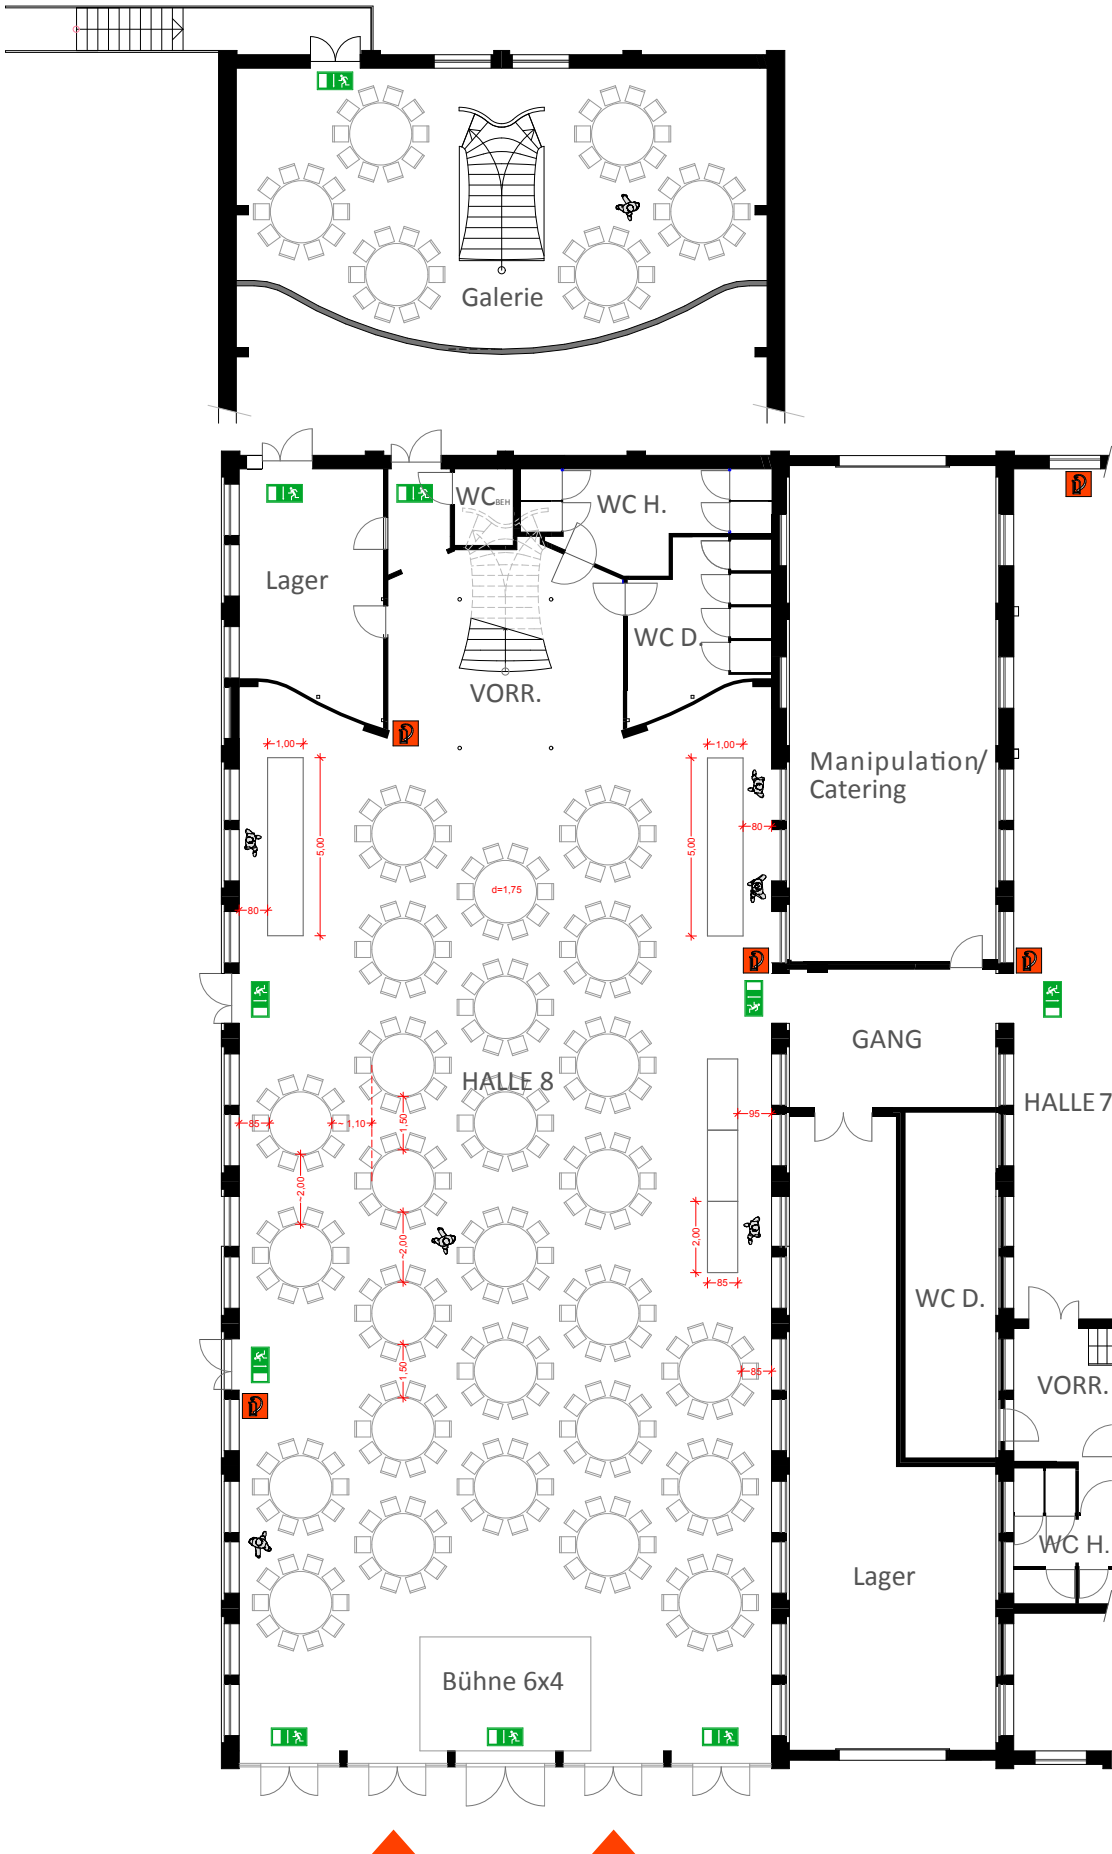 Galerie
WC BEH
WC H.
Lager
WC D.
VORR.
1,00
1,00
Manipulation/
Catering
5,00
5,00
80
d=1,75
80
GANG
HALLE 8
HALLE 7
85
~ 1,10
1,50
95
~2,00
~2,00
2,00
85
WC D.
1,50
85
VORR.
WC H.
Lager
Bühne 6x4